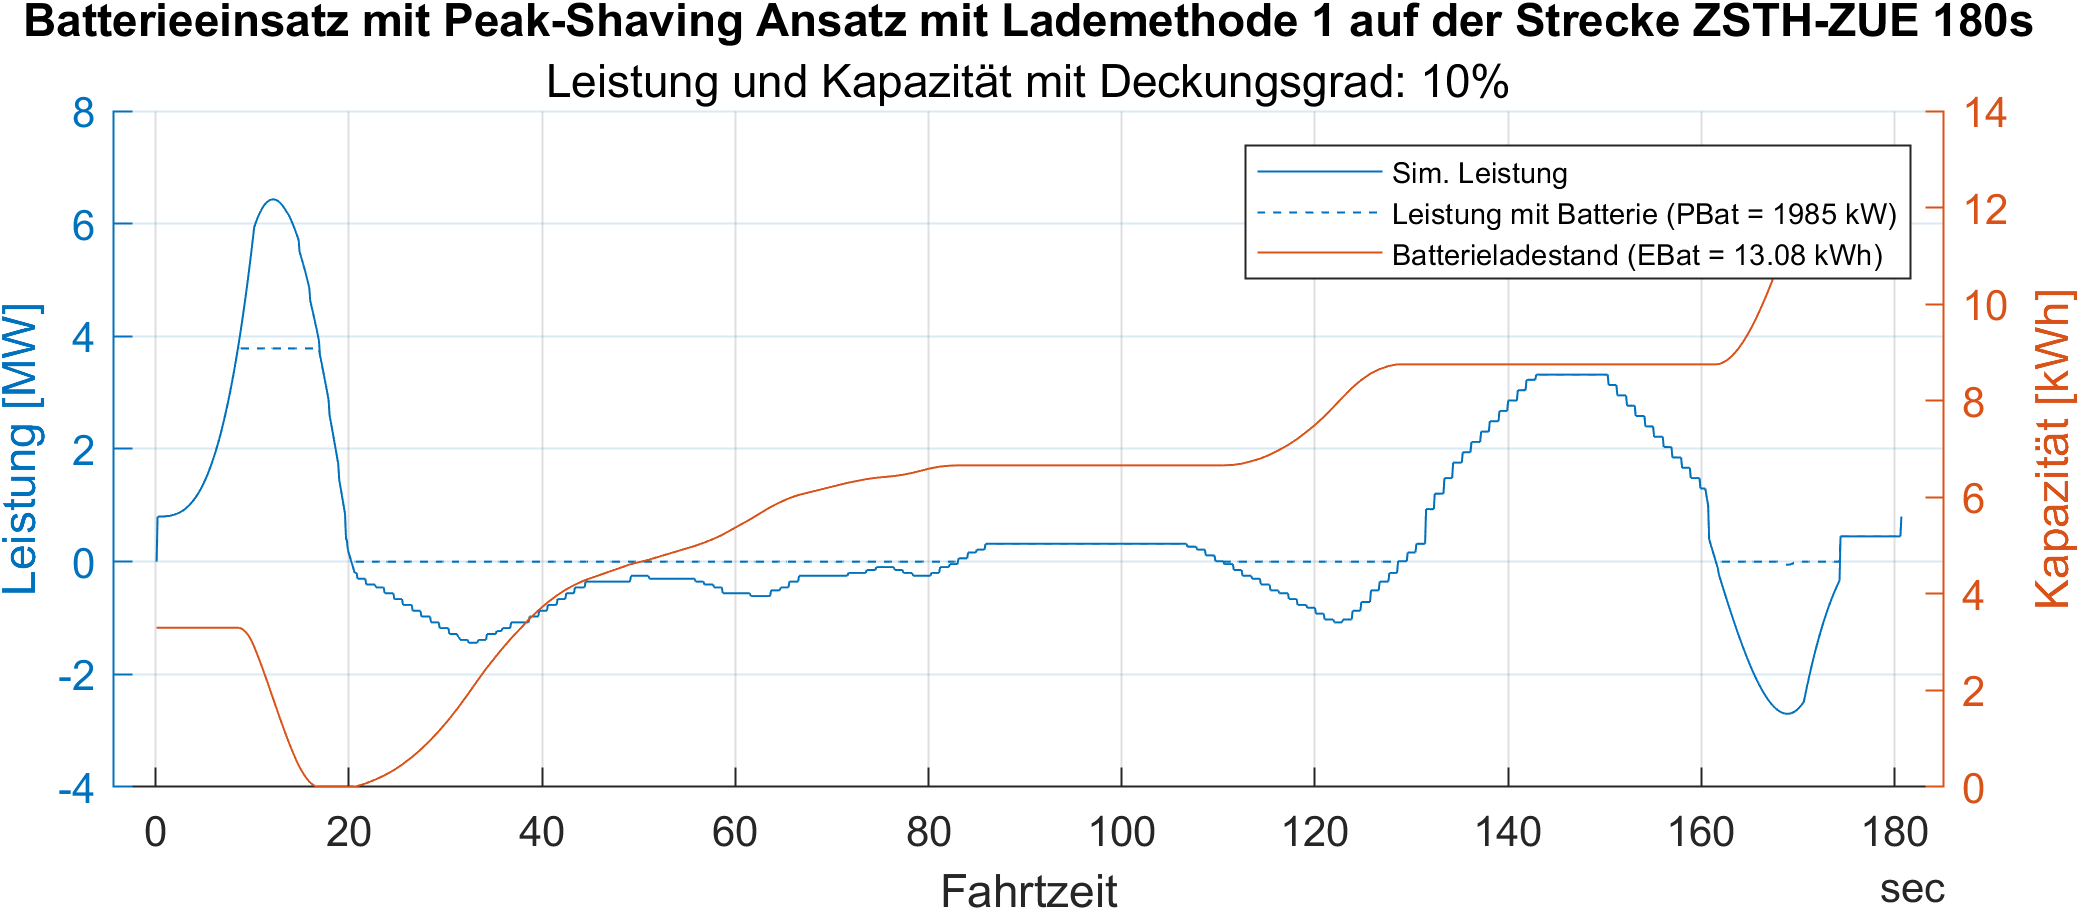 Batterieeinsatz mit Peak-Shaving Ansatz mit Lademethode 1 auf der Strecke ZSTH-ZUE 180s
Leistung und Kapazität mit Deckungsgrad: 10%
Leistung [MW]
8
6
4
2
0
-2
-4
Sim. Leistung
Leistung mit Batterie (PBat = 1985 kW)
Batterieladestand (EBat = 13.08 kWh)
14
12
10
8
6
4
2
0
Kapazität [kWh]
0 20 40 60 80 100 120 140 160 180
Fahrtzeit
sec